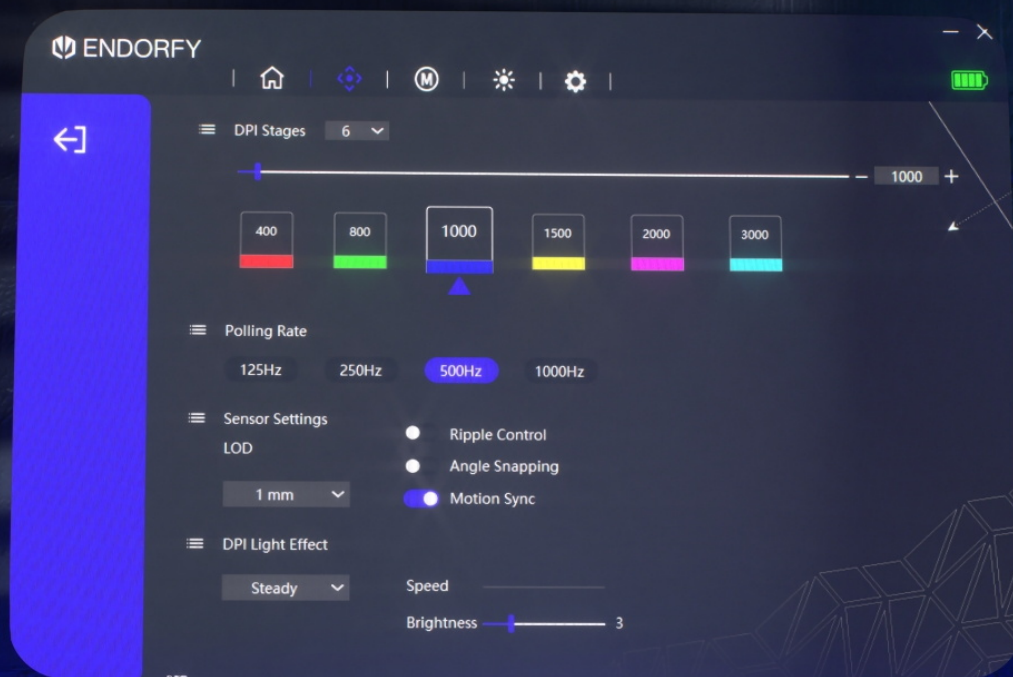 ENDORFY
M
DPI Stages 6
1000
400 800 1000 1500 2000 3000
Polling Rate
125Hz 250Hz 500Hz 1000Hz
Sensor Settings
LOD
Ripple Control
Angle Snapping
1 mm
Motion Sync
DPI Light Effect
Steady
Speed
Brightness 3